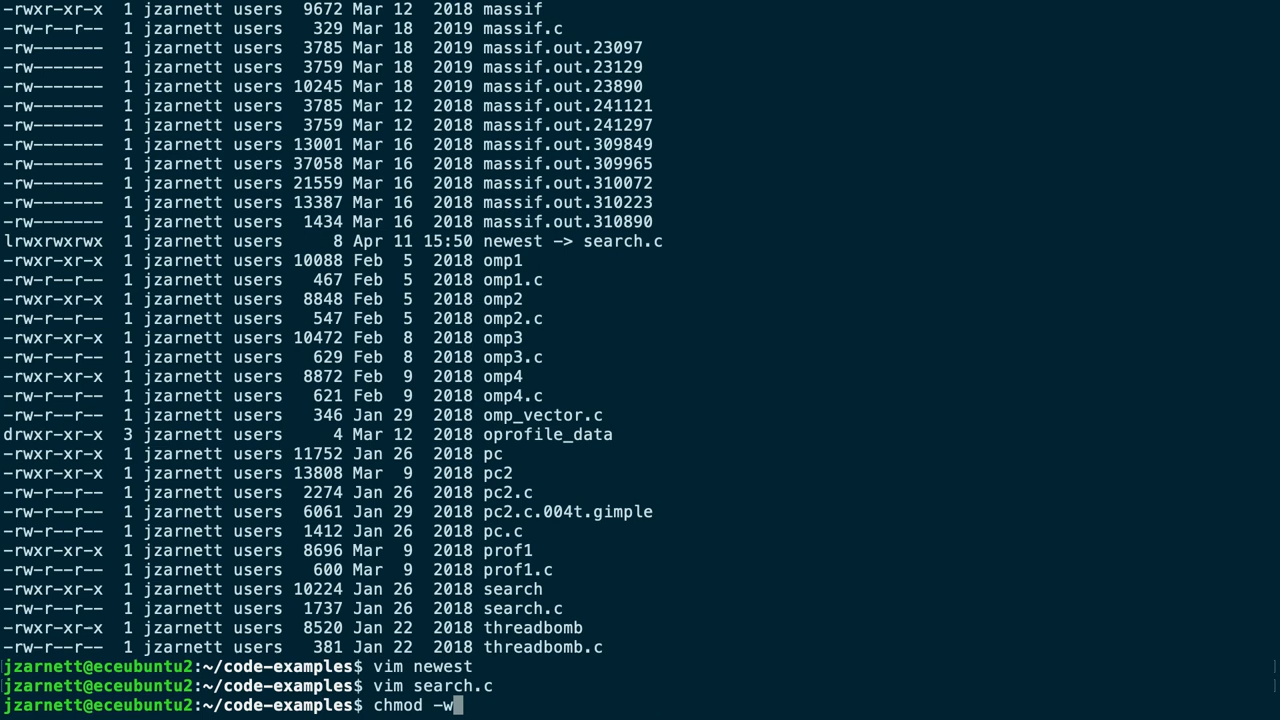 -rwxr-xr-x  1 jzarnett users  9672 Mar 12  2018 massif
-rw-r--r--  1 jzarnett users   329 Mar 18  2019 massif.c
-rw-------  1 jzarnett users  3785 Mar 18  2019 massif.out.23097
-rw-------  1 jzarnett users  3759 Mar 18  2019 massif.out.23129
-rw-------  1 jzarnett users 10245 Mar 18  2019 massif.out.23890
-rw-------  1 jzarnett users  3785 Mar 12  2018 massif.out.241121
-rw-------  1 jzarnett users  3759 Mar 12  2018 massif.out.241297
-rw-------  1 jzarnett users 13001 Mar 16  2018 massif.out.309849
-rw-------  1 jzarnett users 37058 Mar 16  2018 massif.out.309965
-rw-------  1 jzarnett users 21559 Mar 16  2018 massif.out.310072
-rw-------  1 jzarnett users 13387 Mar 16  2018 massif.out.310223
-rw-------  1 jzarnett users  1434 Mar 16  2018 massif.out.310890
lrwxrwxrwx  1 jzarnett users     8 Apr 11 15:50 newest -> search.c
-rwxr-xr-x  1 jzarnett users 10088 Feb  5  2018 omp1
-rw-r--r--  1 jzarnett users   467 Feb  5  2018 omp1.c
-rwxr-xr-x  1 jzarnett users  8848 Feb  5  2018 omp2
-rw-r--r--  1 jzarnett users   547 Feb  5  2018 omp2.c
-rwxr-xr-x  1 jzarnett users 10472 Feb  8  2018 omp3
-rw-r--r--  1 jzarnett users   629 Feb  8  2018 omp3.c
-rwxr-xr-x  1 jzarnett users  8872 Feb  9  2018 omp4
-rw-r--r--  1 jzarnett users   621 Feb  9  2018 omp4.c
-rw-r--r--  1 jzarnett users   346 Jan 29  2018 omp_vector.c
drwxr-xr-x  3 jzarnett users     4 Mar 12  2018 oprofile_data
-rwxr-xr-x  1 jzarnett users 11752 Jan 26  2018 pc
-rwxr-xr-x  1 jzarnett users 13808 Mar  9  2018 pc2
-rw-r--r--  1 jzarnett users  2274 Jan 26  2018 pc2.c
-rw-r--r--  1 jzarnett users  6061 Jan 29  2018 pc2.c.004t.gimple
-rw-r--r--  1 jzarnett users  1412 Jan 26  2018 pc.c
-rwxr-xr-x  1 jzarnett users  8696 Mar  9  2018 prof1
-rw-r--r--  1 jzarnett users   600 Mar  9  2018 prof1.c
-rwxr-xr-x  1 jzarnett users 10224 Jan 26  2018 search
-rw-r--r--  1 jzarnett users  1737 Jan 26  2018 search.c
-rwxr-xr-x  1 jzarnett users  8520 Jan 22  2018 threadbomb
-rw-r--r--  1 jzarnett users   381 Jan 22  2018 threadbomb.c
jzarnett@eceubuntu2:~/code-examples$ vim newest
jzarnett@eceubuntu2:~/code-examples$ vim search.c
jzarnett@eceubuntu2:~/code-examples$ chmod -w